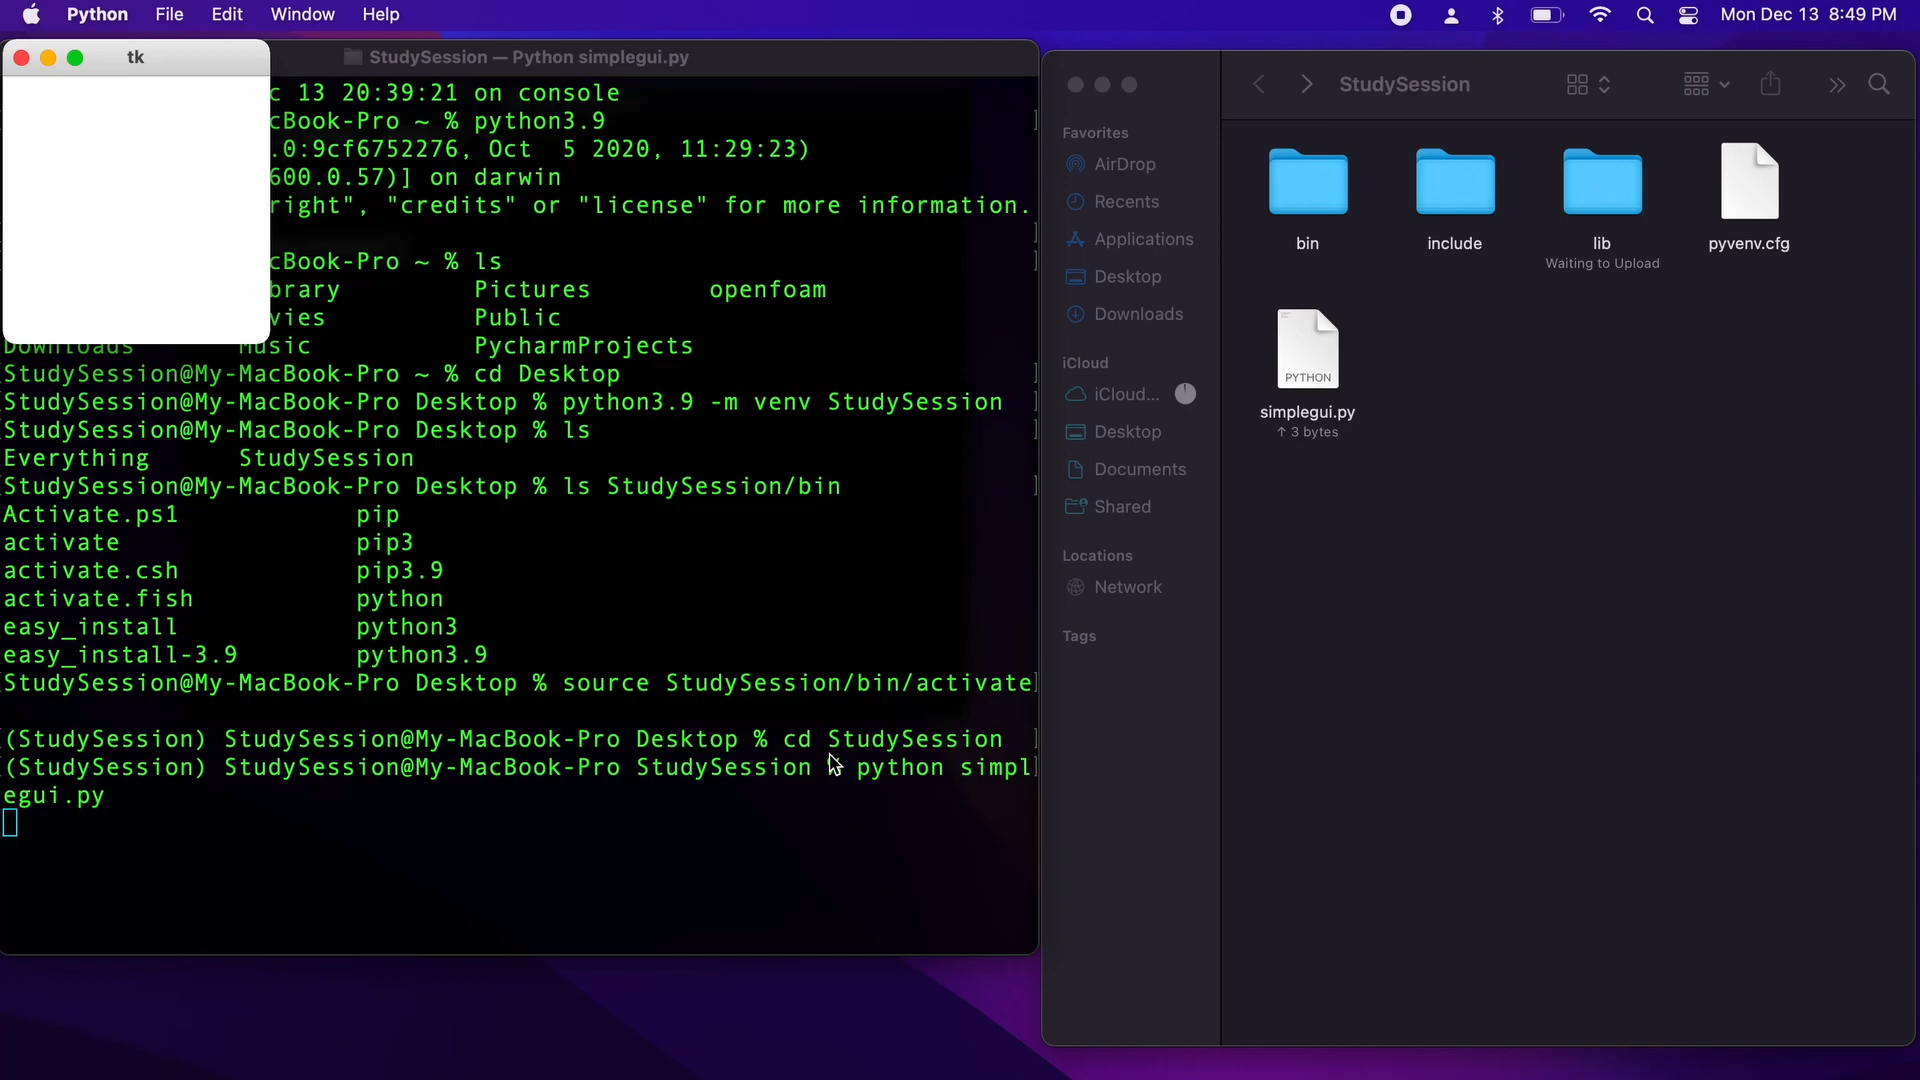 Python File Edit Window Help
Mon Dec 13 8:49 PM
tk
StudySession — Python simplegui.py
c 13 20:39:21 on console
cBook-Pro ~ % python3.9
.0:9cf6752276, Oct  5 2020, 11:29:23)
600.0.57)] on darwin
right", "credits" or "license" for more information.
cBook-Pro ~ % ls
brary Pictures openfoam
vies Public
Downloads Music PycharmProjects
StudySession@My-MacBook-Pro ~ % cd Desktop
StudySession@My-MacBook-Pro Desktop % python3.9 -m venv StudySession
StudySession@My-MacBook-Pro Desktop % ls
Everything StudySession
StudySession@My-MacBook-Pro Desktop % ls StudySession/bin
Activate.ps1 pip
activate pip3
activate.csh pip3.9
activate.fish python
easy_install python3
easy_install-3.9 python3.9
StudySession@My-MacBook-Pro Desktop % source StudySession/bin/activate
(StudySession) StudySession@My-MacBook-Pro Desktop % cd StudySession
(StudySession) StudySession@My-MacBook-Pro StudySession % python simpl
egui.py
StudySession
Favorites
AirDrop
Recents
Applications
Desktop
Downloads
iCloud
iCloud...
Desktop
Documents
Shared
Locations
Network
Tags
bin
include
lib
Waiting to Upload
pyvenv.cfg
PYTHON
simplegui.py
↑ 3 bytes